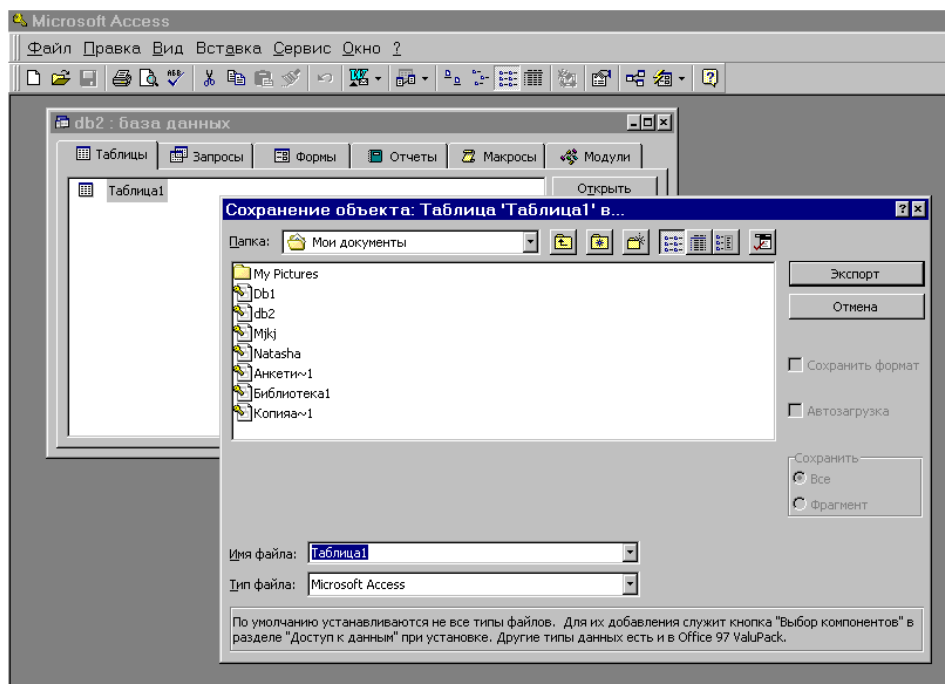 Microsoft Access
Файл Правка Вид Вставка Сервис Окно ?
db2 : база данных
Таблицы Запросы Формы Отчеты Макросы Модули
Таблица1
Открыть
Сохранение объекта: Таблица 'Таблица1' в...
Папка: Мои документы
My Pictures
Db1
db2
Mjkj
Natasha
Анкети~1
Библиотека1
Копияа~1
Экспорт
Отмена
Сохранить формат
Автозагрузка
Сохранить
Все
Фрагмент
Имя файла: Таблица1
Тип файла: Microsoft Access
По умолчанию устанавливаются не все типы файлов. Для их добавления служит кнопка "Выбор компонентов" в
разделе "Доступ к данным" при установке. Другие типы данных есть и в Office 97 ValuPack.